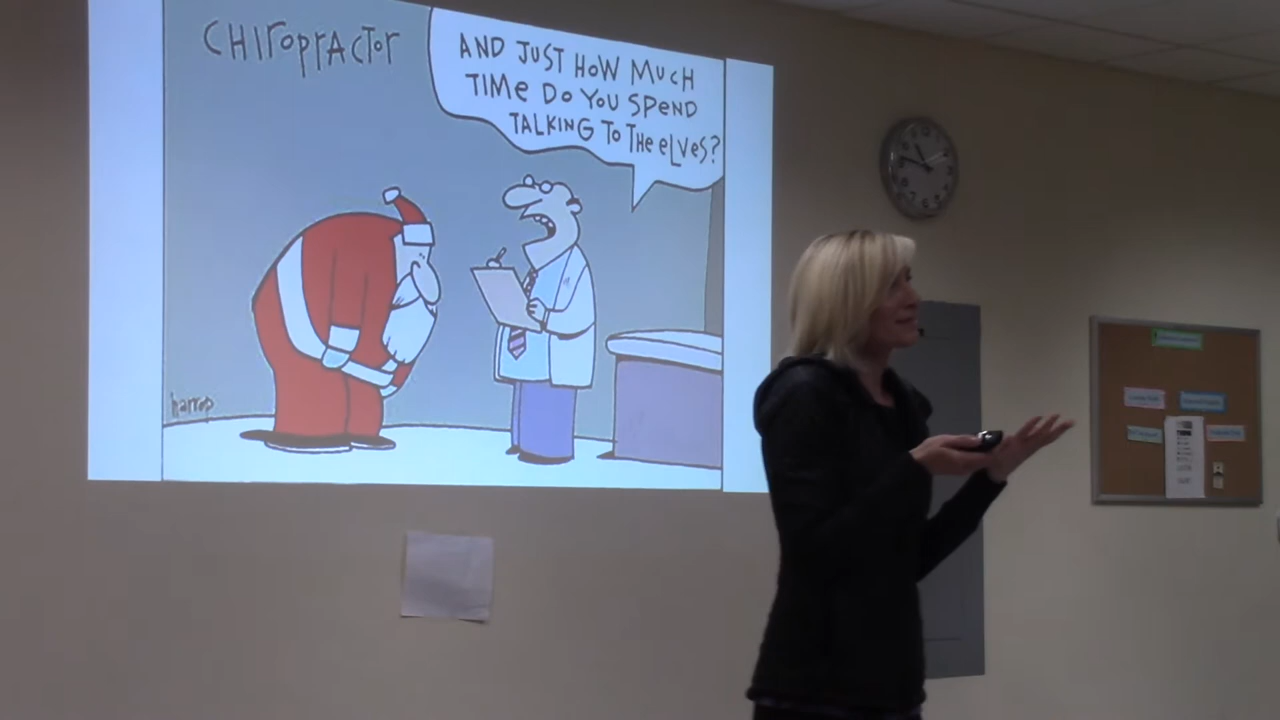 CHIROPRACTOR
AND JUST HOW MUCH
TIME DO YOU SPEND
TALKING TO THE ELVES?
harrop